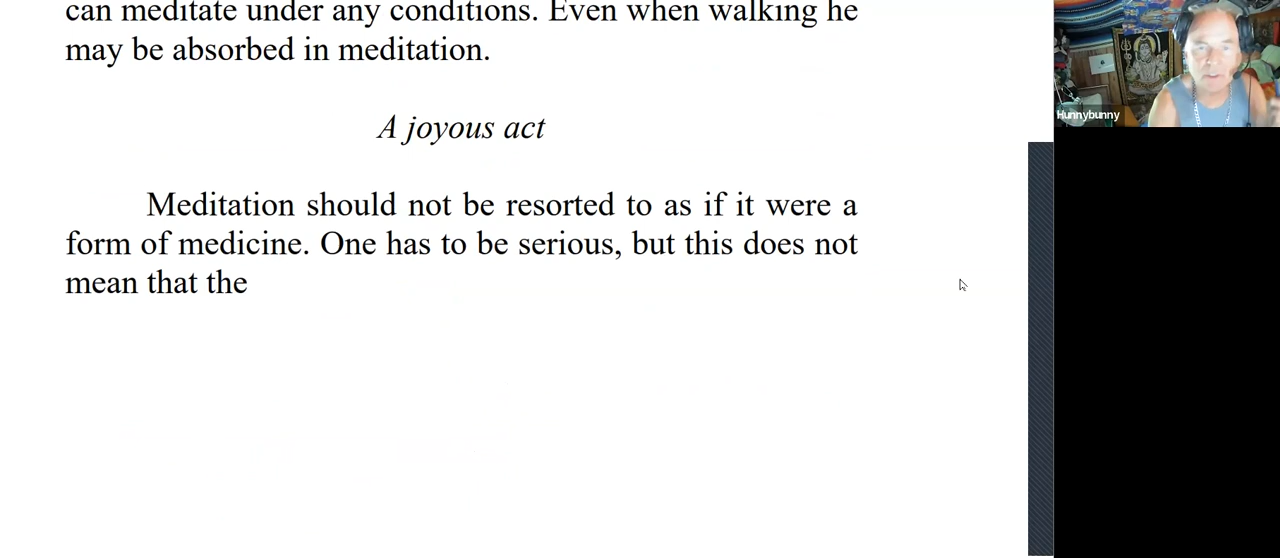 can meditate under any conditions. Even when walking he
may be absorbed in meditation.
A joyous act
Meditation should not be resorted to as if it were a
form of medicine. One has to be serious, but this does not
mean that the
Hunnybunny